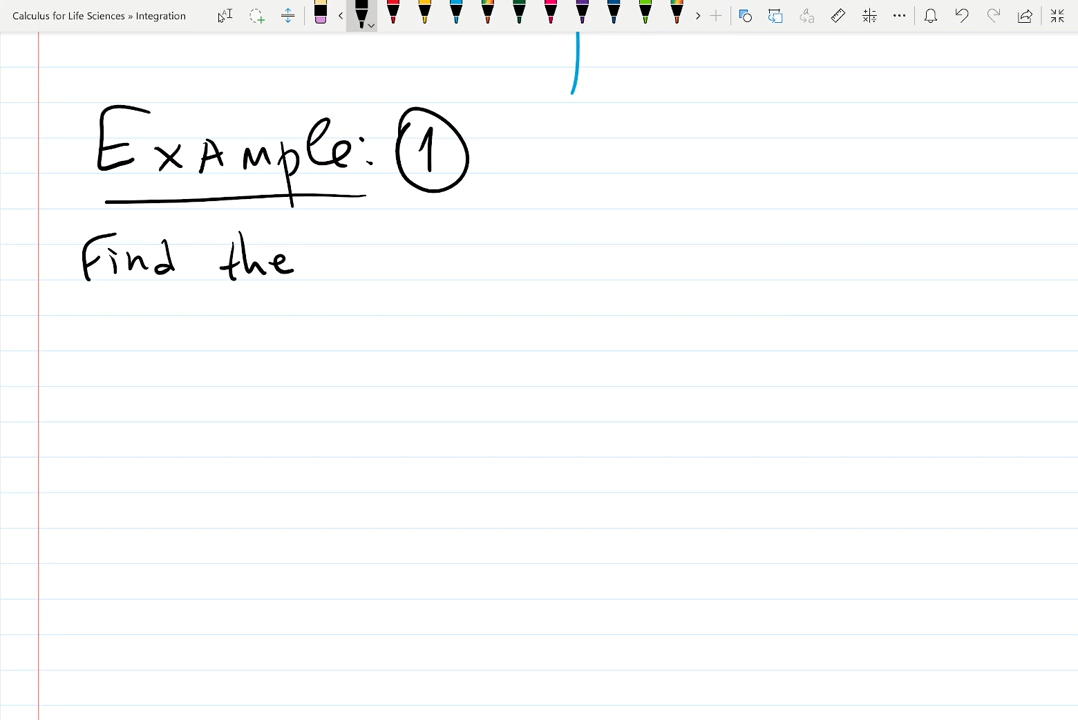 Calculus for Life Sciences » Integration
Example: 1
Find the